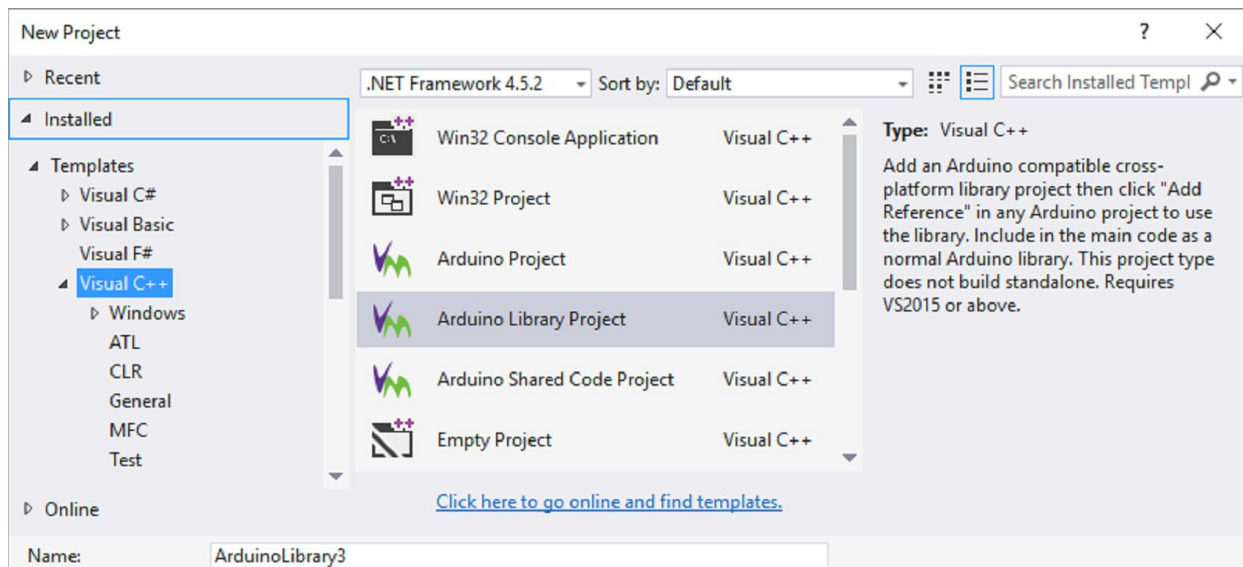 New Project
?
Recent
Installed
Templates
Visual C#
Visual Basic
Visual F#
Visual C++
Windows
ATL
CLR
General
MFC
Test
Online
.NET Framework 4.5.2
Sort by: Default
Search Installed Templ
Win32 Console Application Visual C++
Win32 Project Visual C++
Arduino Project Visual C++
Arduino Library Project Visual C++
Arduino Shared Code Project Visual C++
Empty Project Visual C++
Click here to go online and find templates.
Type: Visual C++
Add an Arduino compatible cross-
platform library project then click "Add
Reference" in any Arduino project to use
the library. Include in the main code as a
normal Arduino library. This project type
does not build standalone. Requires
VS2015 or above.
Name: ArduinoLibrary3